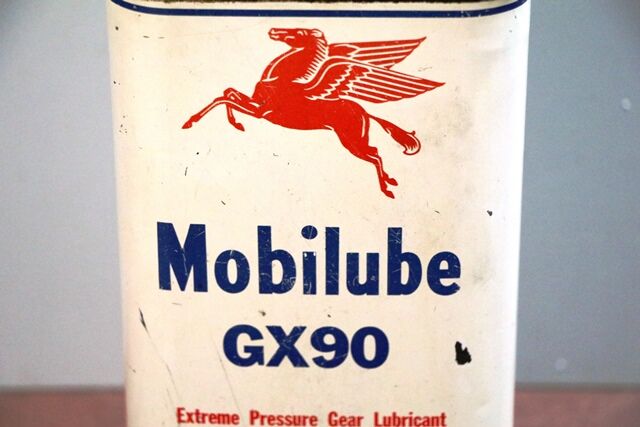 Mobilube
GX90
Extreme Pressure Gear Lubricant